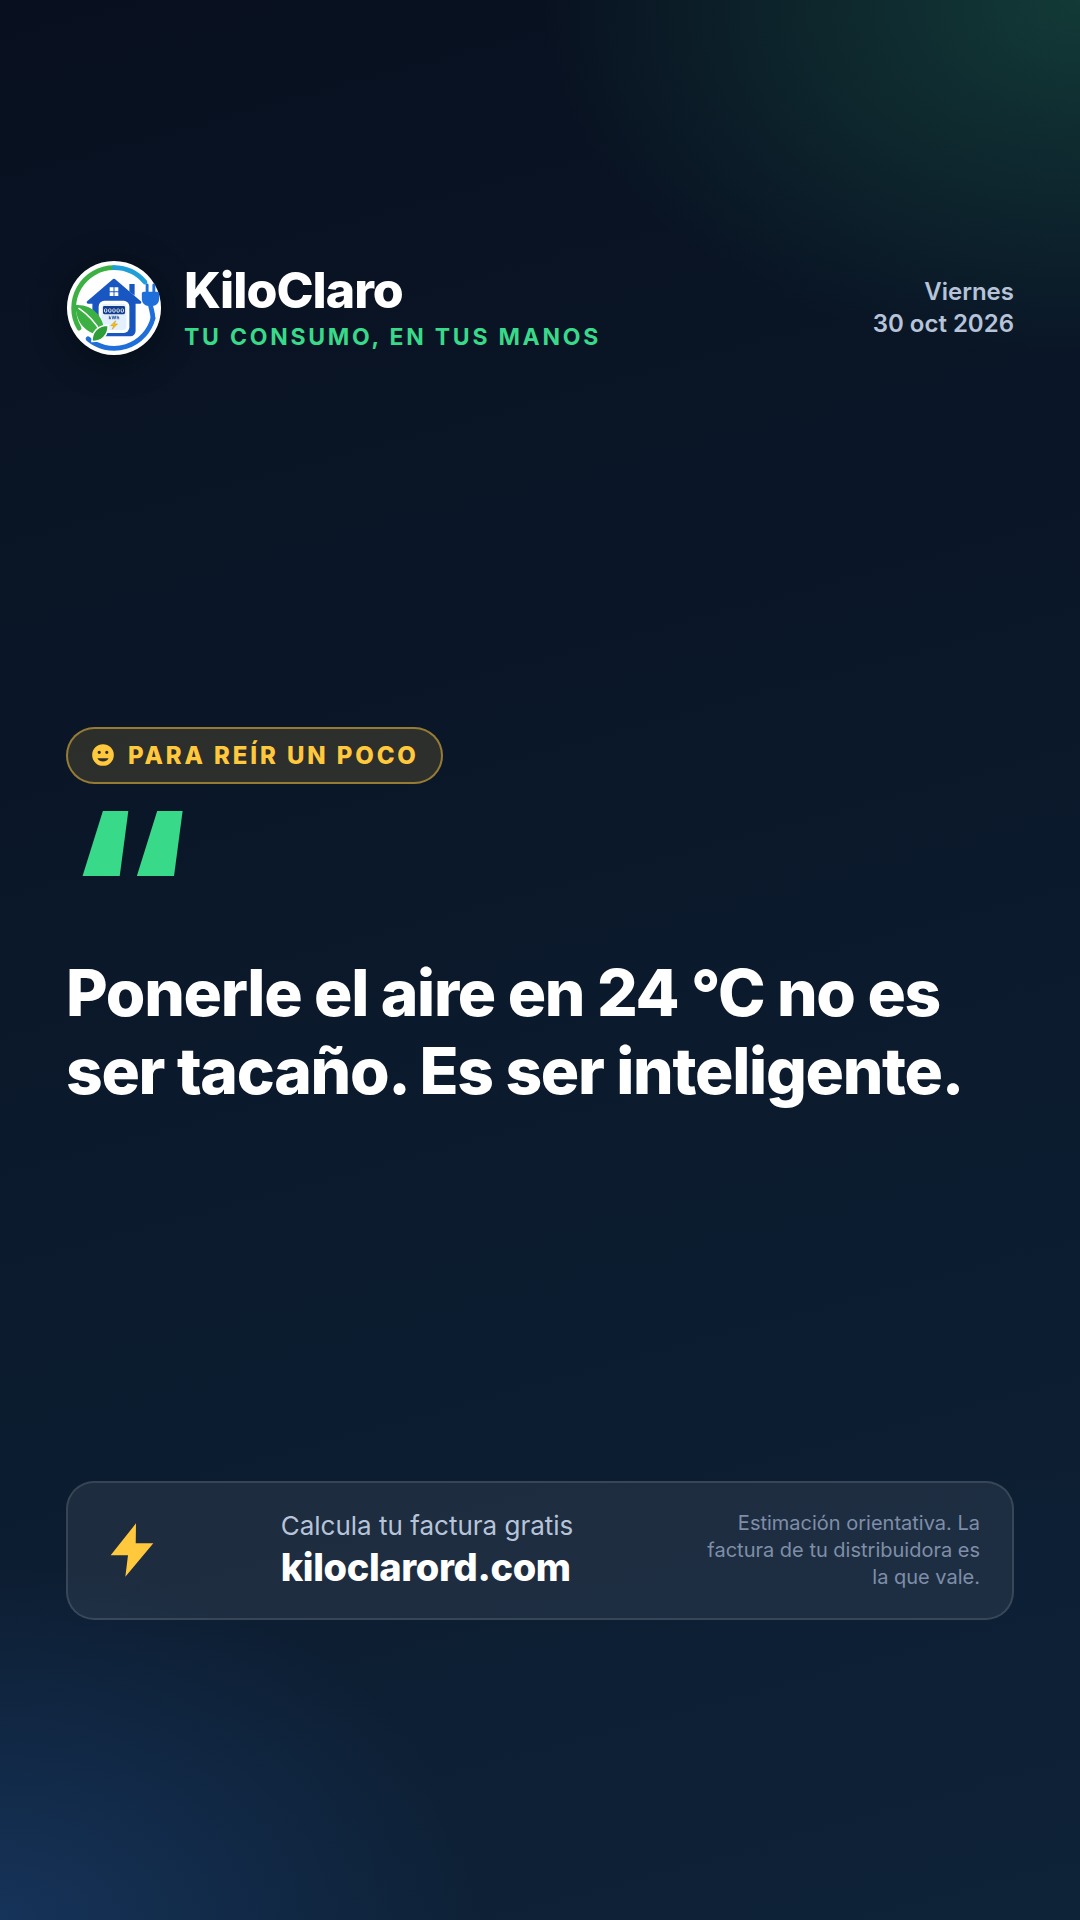 KiloClaro
TU CONSUMO, EN TUS MANOS
Viernes
30 oct 2026
PARA REÍR UN POCO
"
Ponerle el aire en 24 °C no es
ser tacaño. Es ser inteligente.
Calcula tu factura gratis
kiloclarord.com
Estimación orientativa. La
factura de tu distribuidora es
la que vale.